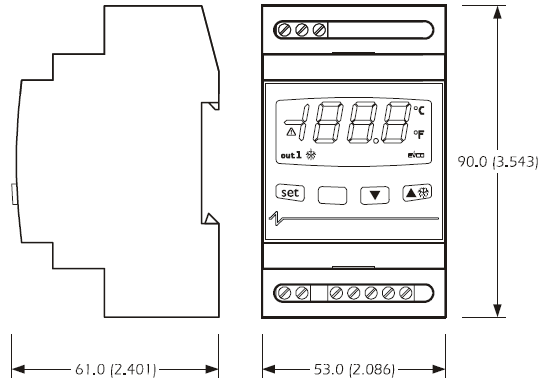 -188.8 °C
°F
out1
evco
set
90.0 (3.543)
61.0 (2.401)
53.0 (2.086)